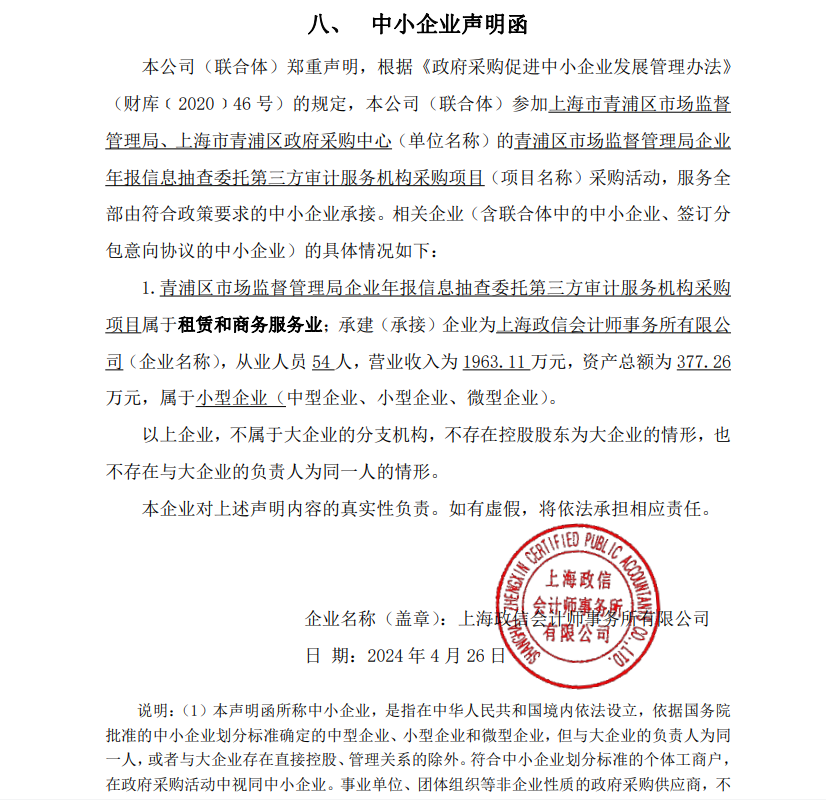 八、 中小企业声明函
本公司（联合体）郑重声明，根据《政府采购促进中小企业发展管理办法》
（财库﹝2020﹞46 号）的规定，本公司（联合体）参加上海市青浦区市场监督
管理局、上海市青浦区政府采购中心（单位名称）的青浦区市场监督管理局企业
年报信息抽查委托第三方审计服务机构采购项目（项目名称）采购活动，服务全
部由符合政策要求的中小企业承接。相关企业（含联合体中的中小企业、签订分
包意向协议的中小企业）的具体情况如下：
1.青浦区市场监督管理局企业年报信息抽查委托第三方审计服务机构采购
项目属于租赁和商务服务业；承建（承接）企业为上海政信会计师事务所有限公
司（企业名称），从业人员 54 人，营业收入为 1963.11 万元，资产总额为 377.26
万元，属于小型企业（中型企业、小型企业、微型企业）。
以上企业，不属于大企业的分支机构，不存在控股股东为大企业的情形，也
不存在与大企业的负责人为同一人的情形。
本企业对上述声明内容的真实性负责。如有虚假，将依法承担相应责任。
SHANGHAI ZHENGXIN CERTIFIED PUBLIC ACCOUNTANT CO.,LTD.
上海政信
会计师事务所
有限公司
企业名称（盖章）：上海政信会计师事务所有限公司
日 期：2024 年 4 月 26 日
说明：（1）本声明函所称中小企业，是指在中华人民共和国境内依法设立，依据国务院
批准的中小企业划分标准确定的中型企业、小型企业和微型企业，但与大企业的负责人为同
一人，或者与大企业存在直接控股、管理关系的除外。符合中小企业划分标准的个体工商户，
在政府采购活动中视同中小企业。事业单位、团体组织等非企业性质的政府采购供应商，不